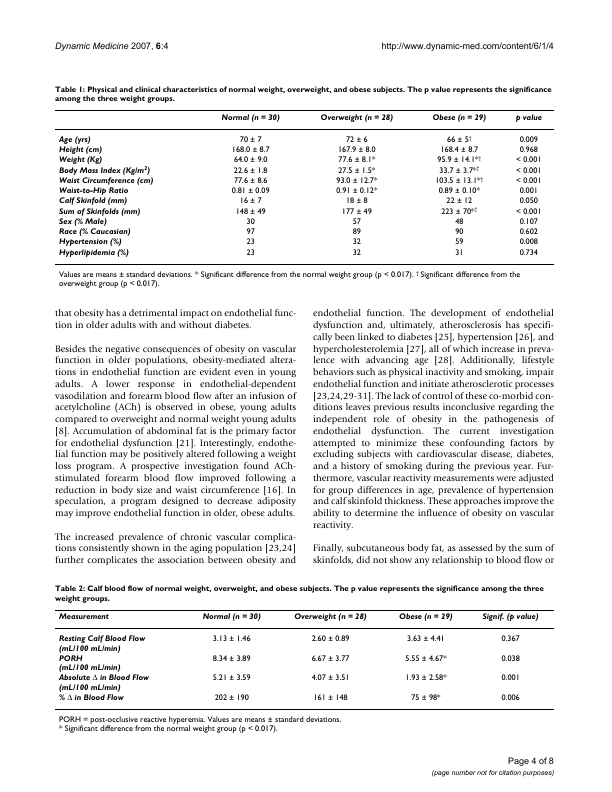 Dynamic Medicine 2007, 6:4
http://www.dynamic-med.com/content/6/1/4
Table 1: Physical and clinical characteristics of normal weight, overweight, and obese subjects. The p value represents the significance
among the three weight groups.
Normal (n = 30) Overweight (n = 28) Obese (n = 29) p value
Age (yrs) 70 ± 7 72 ± 6 66 ± 5† 0.009
Height (cm) 168.0 ± 8.7 167.9 ± 8.0 168.4 ± 8.7 0.968
Weight (Kg) 64.0 ± 9.0 77.6 ± 8.1* 95.9 ± 14.1*† < 0.001
Body Mass Index (Kg/m²) 22.6 ± 1.8 27.5 ± 1.5* 33.7 ± 3.7*† < 0.001
Waist Circumference (cm) 77.6 ± 8.6 93.0 ± 12.7* 103.5 ± 13.1*† < 0.001
Waist-to-Hip Ratio 0.81 ± 0.09 0.91 ± 0.12* 0.89 ± 0.10* 0.001
Calf Skinfold (mm) 16 ± 7 18 ± 8 22 ± 12 0.050
Sum of Skinfolds (mm) 148 ± 49 177 ± 49 223 ± 70*† < 0.001
Sex (% Male) 30 57 48 0.107
Race (% Caucasian) 97 89 90 0.602
Hypertension (%) 23 32 59 0.008
Hyperlipidemia (%) 23 32 31 0.734
Values are means ± standard deviations. * Significant difference from the normal weight group (p < 0.017). † Significant difference from the
overweight group (p < 0.017).
that obesity has a detrimental impact on endothelial func-
tion in older adults with and without diabetes.
Besides the negative consequences of obesity on vascular
function in older populations, obesity-mediated altera-
tions in endothelial function are evident even in young
adults. A lower response in endothelial-dependent
vasodilation and forearm blood flow after an infusion of
acetylcholine (ACh) is observed in obese, young adults
compared to overweight and normal weight young adults
[8]. Accumulation of abdominal fat is the primary factor
for endothelial dysfunction [21]. Interestingly, endothe-
lial function may be positively altered following a weight
loss program. A prospective investigation found ACh-
stimulated forearm blood flow improved following a
reduction in body size and waist circumference [16]. In
speculation, a program designed to decrease adiposity
may improve endothelial function in older, obese adults.
The increased prevalence of chronic vascular complica-
tions consistently shown in the aging population [23,24]
further complicates the association between obesity and
endothelial function. The development of endothelial
dysfunction and, ultimately, atherosclerosis has specifi-
cally been linked to diabetes [25], hypertension [26], and
hypercholesterolemia [27], all of which increase in preva-
lence with advancing age [28]. Additionally, lifestyle
behaviors such as physical inactivity and smoking, impair
endothelial function and initiate atherosclerotic processes
[23,24,29-31]. The lack of control of these co-morbid con-
ditions leaves previous results inconclusive regarding the
independent role of obesity in the pathogenesis of
endothelial dysfunction. The current investigation
attempted to minimize these confounding factors by
excluding subjects with cardiovascular disease, diabetes,
and a history of smoking during the previous year. Fur-
thermore, vascular reactivity measurements were adjusted
for group differences in age, prevalence of hypertension
and calf skinfold thickness. These approaches improve the
ability to determine the influence of obesity on vascular
reactivity.
Finally, subcutaneous body fat, as assessed by the sum of
skinfolds, did not show any relationship to blood flow or
Table 2: Calf blood flow of normal weight, overweight, and obese subjects. The p value represents the significance among the three
weight groups.
Measurement Normal (n = 30) Overweight (n = 28) Obese (n = 29) Signif. (p value)
Resting Calf Blood Flow 3.13 ± 1.46 2.60 ± 0.89 3.63 ± 4.41 0.367
(mL/100 mL/min)
PORH 8.34 ± 3.89 6.67 ± 3.77 5.55 ± 4.67* 0.038
(mL/100 mL/min)
Absolute Δ in Blood Flow 5.21 ± 3.59 4.07 ± 3.51 1.93 ± 2.58* 0.001
(mL/100 mL/min)
% Δ in Blood Flow 202 ± 190 161 ± 148 75 ± 98* 0.006
PORH = post-occlusive reactive hyperemia. Values are means ± standard deviations.
* Significant difference from the normal weight group (p < 0.017).
Page 4 of 8
(page number not for citation purposes)